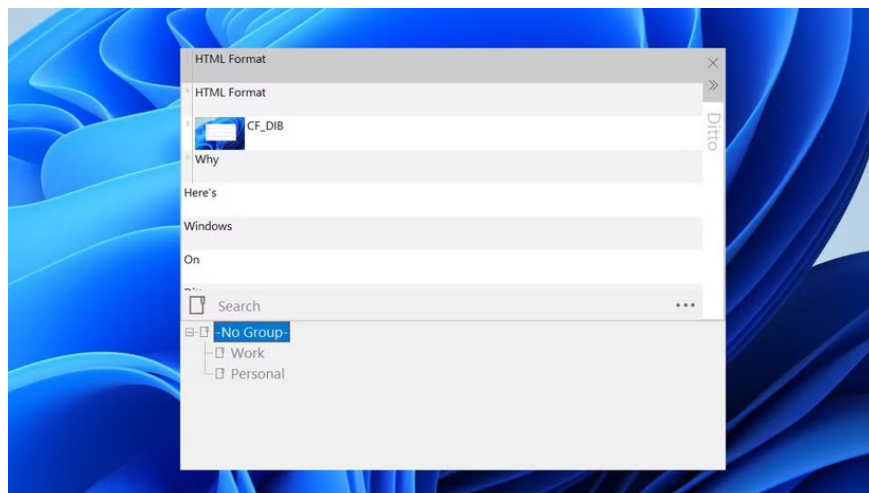 HTML Format
HTML Format
CF_DIB
Why
Here's
Windows
On
Search
-No Group-
Work
Personal
Ditto